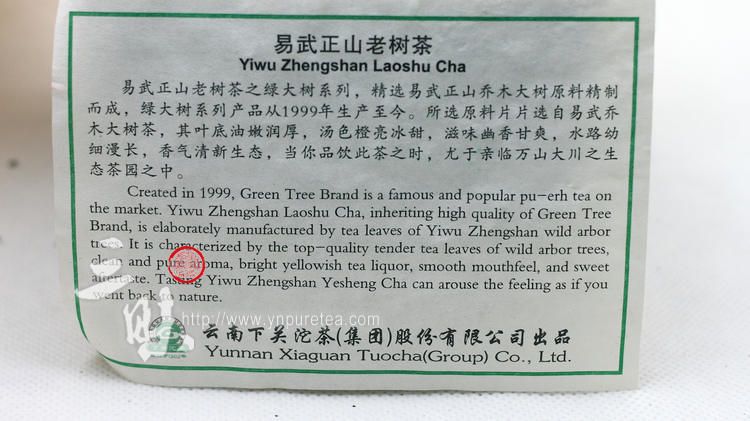 易武正山老树茶
Yiwu Zhengshan Laoshu Cha
易武正山老树茶之绿大树系列，精选易武正山乔木大树原料精制
而成，绿大树系列产品从1999年生产至今。所选原料片片选自易武乔
木大树茶，其叶底油嫩润厚，汤色橙亮冰甜，滋味幽香甘爽，水路幼
细漫长，香气清新生态，当你品饮此茶之时，尤于亲临万山大川之生
态茶园之中。
Created in 1999, Green Tree Brand is a famous and popular pu-erh tea on
the market. Yiwu Zhengshan Laoshu Cha, inheriting high quality of Green Tree
Brand, is elaborately manufactured by tea leaves of Yiwu Zhengshan wild arbor
trees. It is characterized by the top-quality tender tea leaves of wild arbor trees,
clean and pure aroma, bright yellowish tea liquor, smooth mouthfeel, and sweet
aftertaste. Tasting Yiwu Zhengshan Yesheng Cha can arouse the feeling as if you
went back to nature.
http://www.ynpuretea.com
云南下关沱茶(集团)股份有限公司出品
Yunnan Xiaguan Tuocha(Group) Co., Ltd.